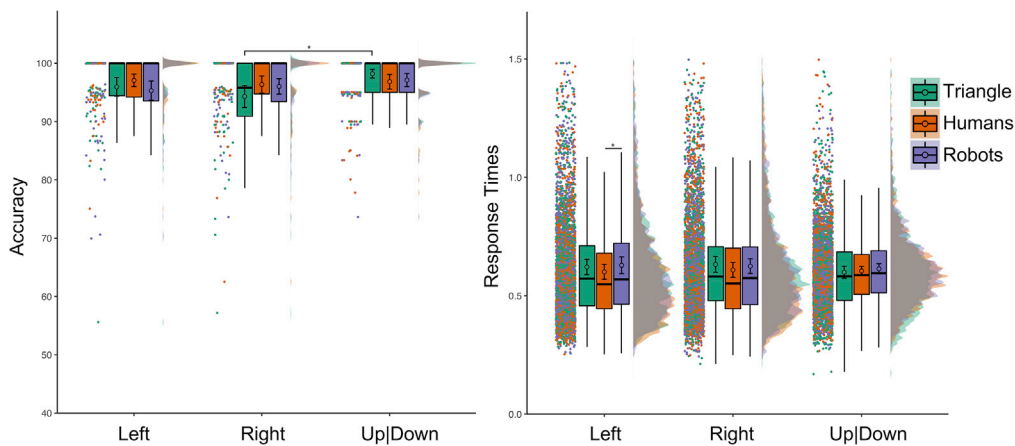 Accuracy
100
90
80
70
60
50
40
Left
Right
Up|Down
*
Response Times
1.5
1.0
0.5
0.0
Left
Right
Up|Down
*
Triangle
Humans
Robots